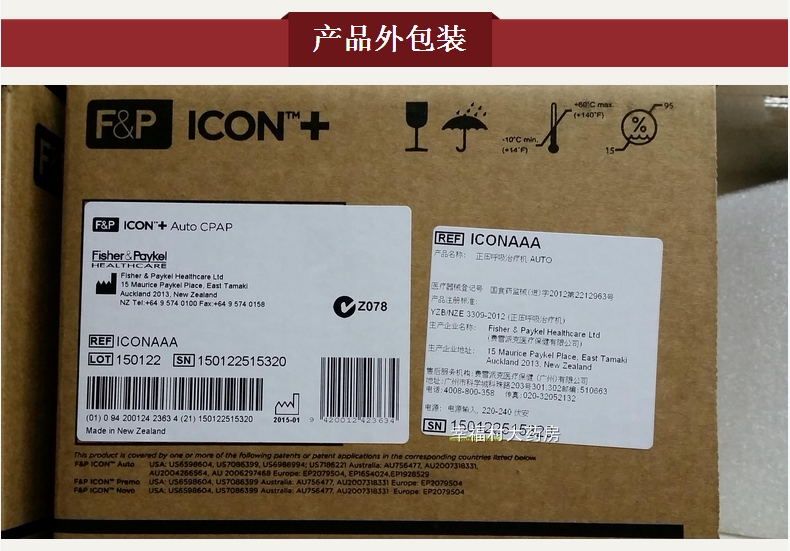 产品外包装
F&P ICON™+
+60°C max.
(+140°F)
-10°C min.
(+14°F)
95
%
15
F&P ICON™+ Auto CPAP
Fisher & Paykel
HEALTHCARE
Fisher & Paykel Healthcare Ltd
15 Maurice Paykel Place, East Tamaki
Auckland 2013, New Zealand
NZ Tel:+64 9 574 0100 Fax:+64 9 574 0158
Z078
REF ICONAAA
LOT 150122 SN 150122515320
(01) 0 94 200124 2363 4 (21) 150122515320
Made in New Zealand
2015-01
9 420012 423634
REF ICONAAA
产品名称: 正压呼吸治疗机 AUTO
医疗器械登记号 国食药监械(进)字2012第2212963号
产品注册标准:
YZB/NZE 3309-2012 (正压呼吸治疗机)
生产企业名称: Fisher & Paykel Healthcare Ltd
(费雪派克医疗保健有限公司)
生产企业地址: 15 Maurice Paykel Place, East Tamaki
Auckland 2013, New Zealand
售后服务机构: 费雪派克医疗保健 (广州)有限公司
地址:广州市科学城科珠路203号301,302邮编:510663
电话:4008-800-358 传真:020-32052132
电源: 电源输入, 220-240 伏安
SN 150122515320
幸福村大药房
This product is covered by one or more of the following patents or patent applications in the corresponding countries listed below
F&P ICON™ Auto USA: US6598604, US7086399, US6986994; US7186221 Australia: AU756477, AU2007318331,
AU2004266564, AU 2006297468 Europe: EP2079504, EP1654024,EP1928529
F&P ICON™ Premo USA: US6598604, US7086399 Australia: AU756477, AU2007318331 Europe: EP2079504
F&P ICON™ Novo USA: US6598604, US7086399 Australia: AU756477, AU2007318331 Europe: EP2079504